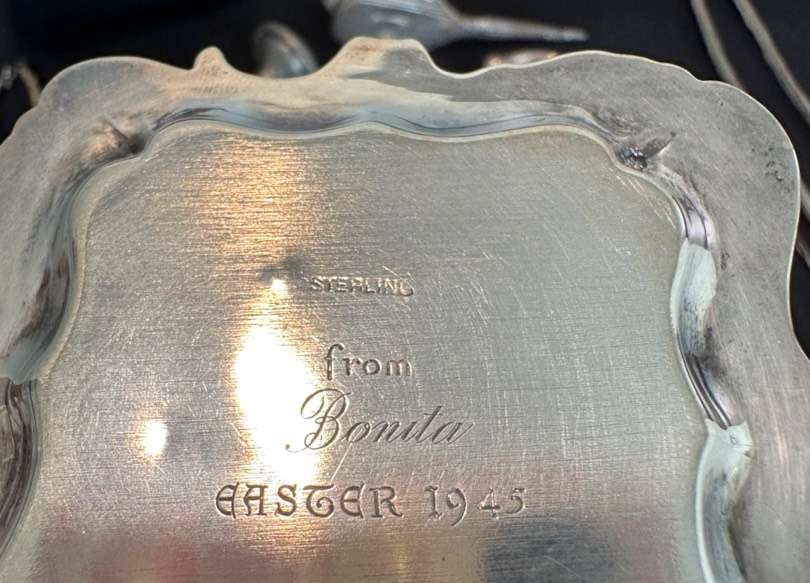 STERLING
from
Bonita
EASTER 1945